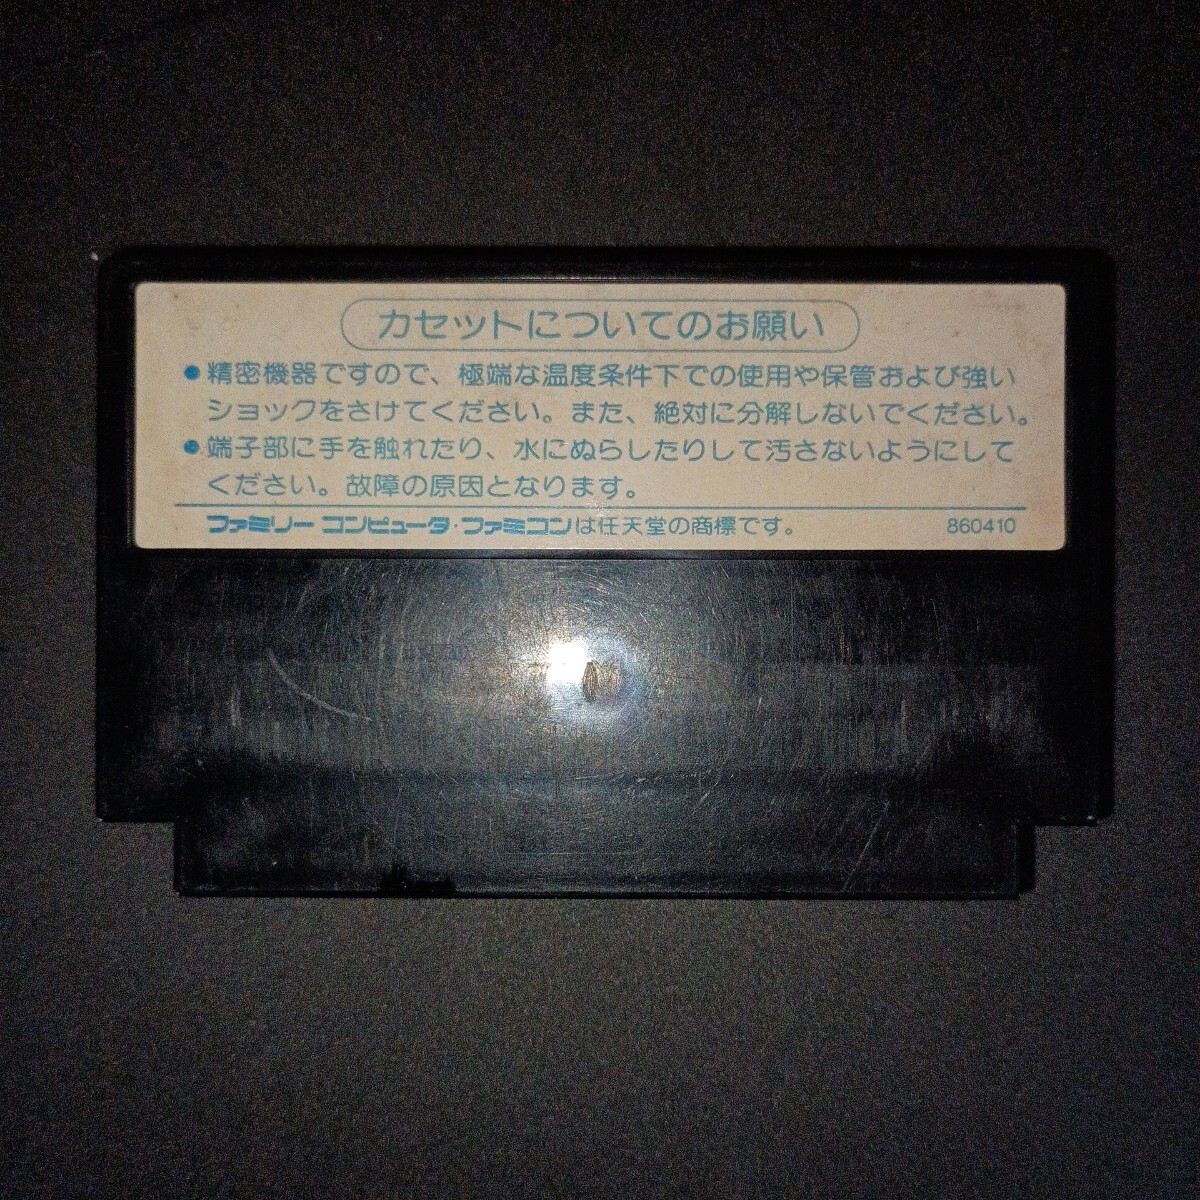 カセットについてのお願い
●精密機器ですので、極端な温度条件下での使用や保管および強い
ショックをさけてください。また、絶対に分解しないでください。
●端子部に手を触れたり、水にぬらしたりして汚さないようにして
ください。故障の原因となります。
ファミリー コンピュータ・ファミコンは任天堂の商標です。 860410